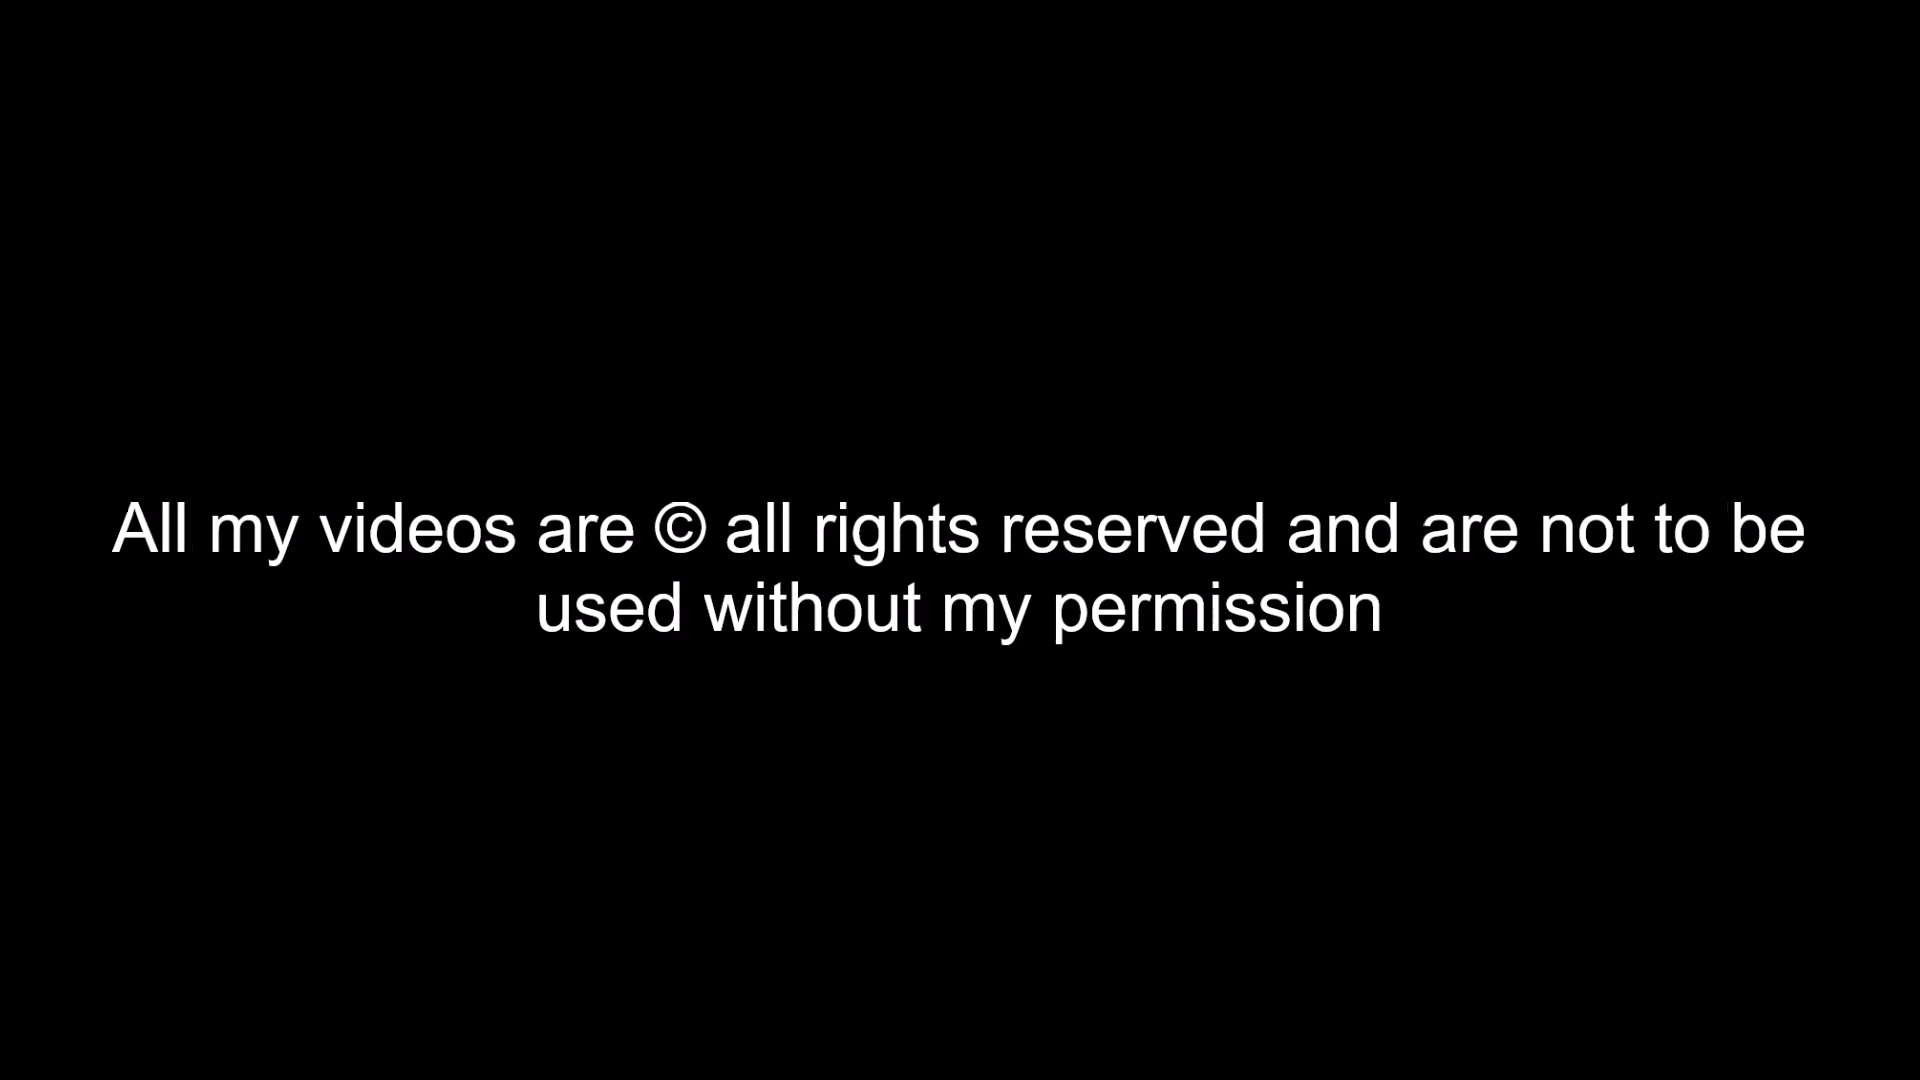 All my videos are © all rights reserved and are not to be
used without my permission